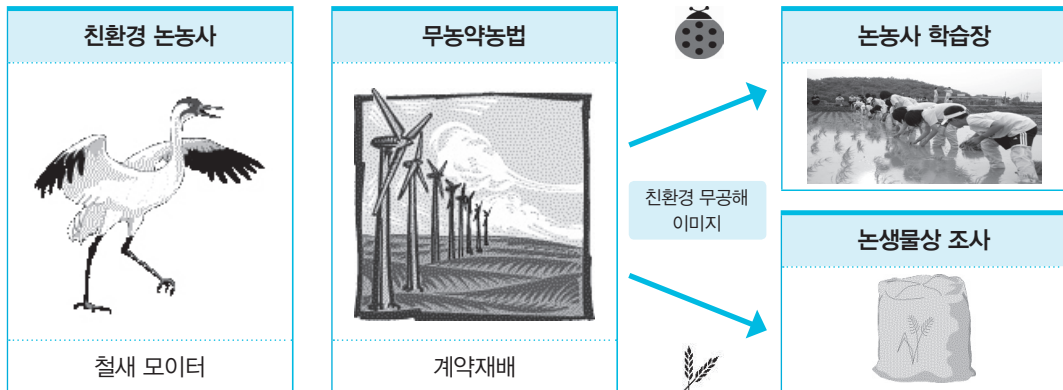 친환경 논농사
철새 모이터
무농약농법
계약재배
친환경 무공해
이미지
논농사 학습장
논생물상 조사